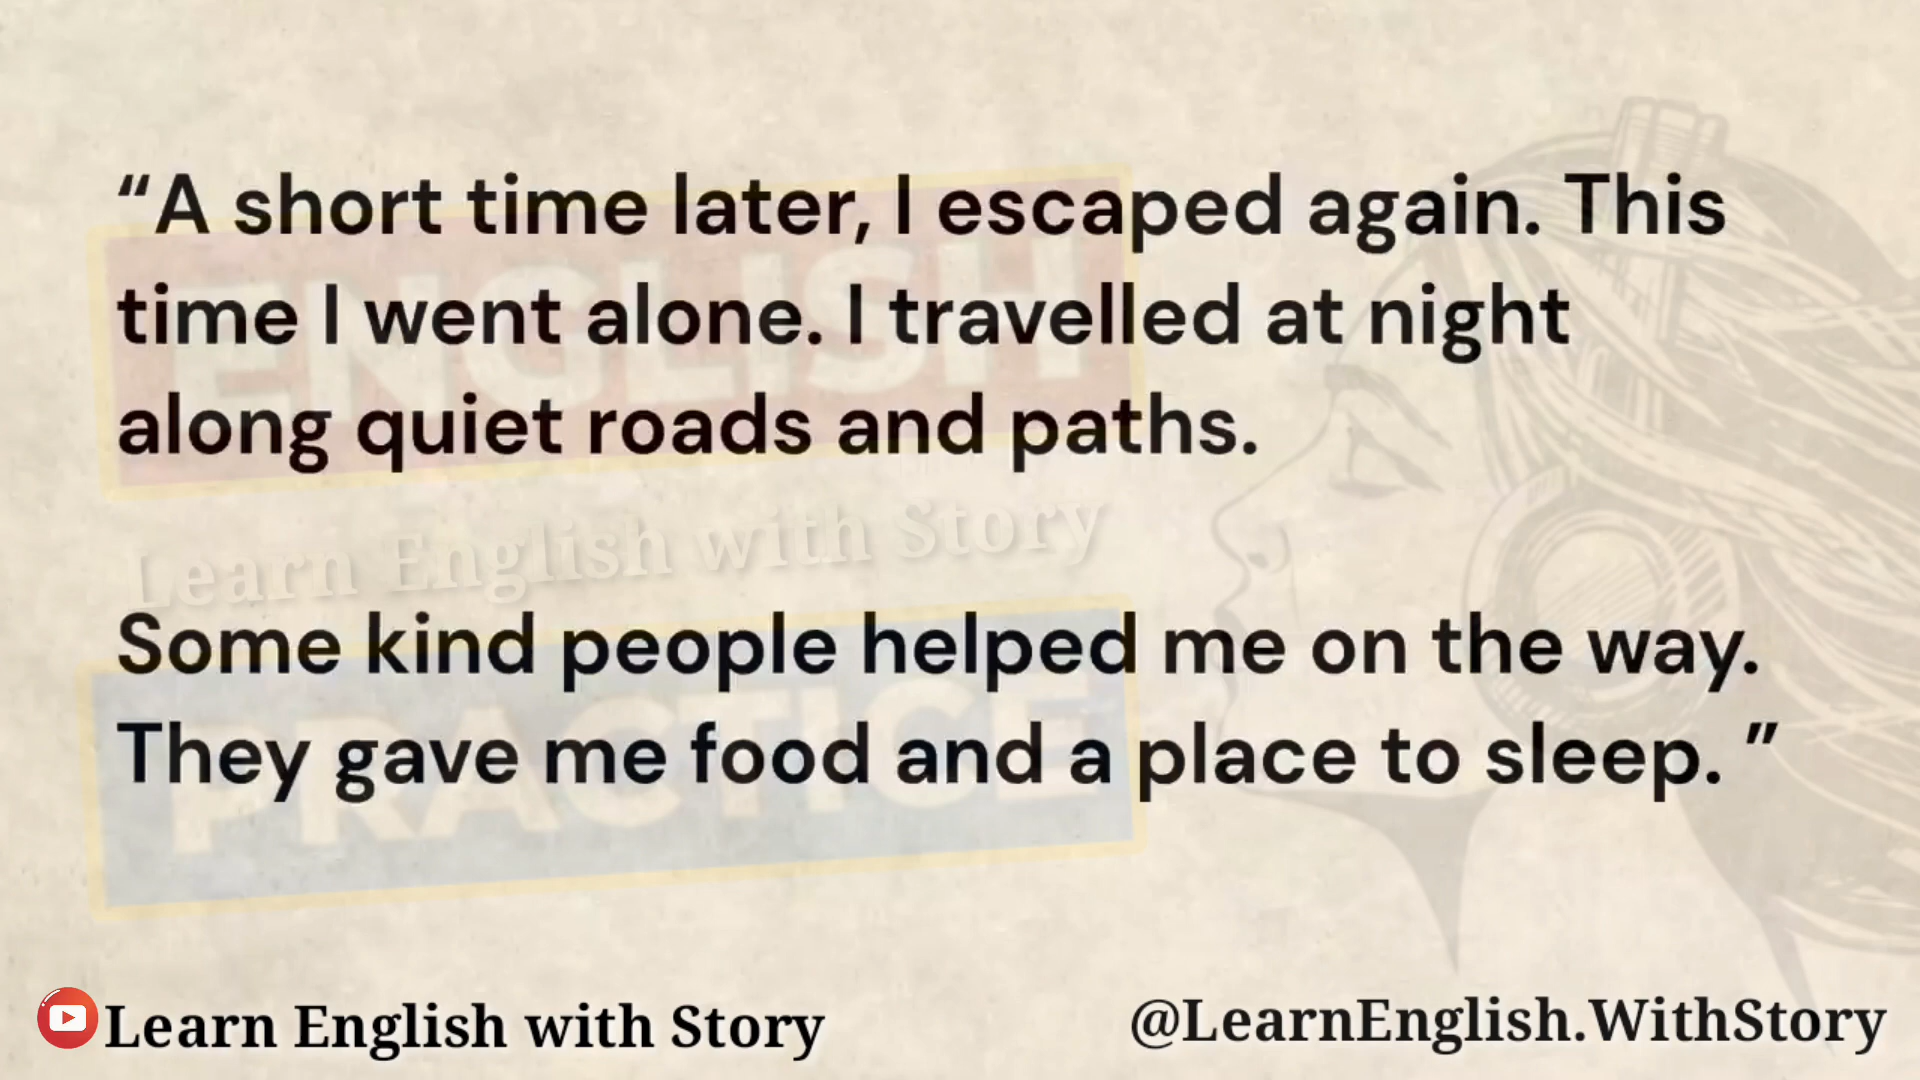 “A short time later, I escaped again. This
time I went alone. I travelled at night
along quiet roads and paths.
Some kind people helped me on the way.
They gave me food and a place to sleep. ”
ENGLISH
Learn English with Story
PRACTICE
Learn English with Story
@LearnEnglish.WithStory